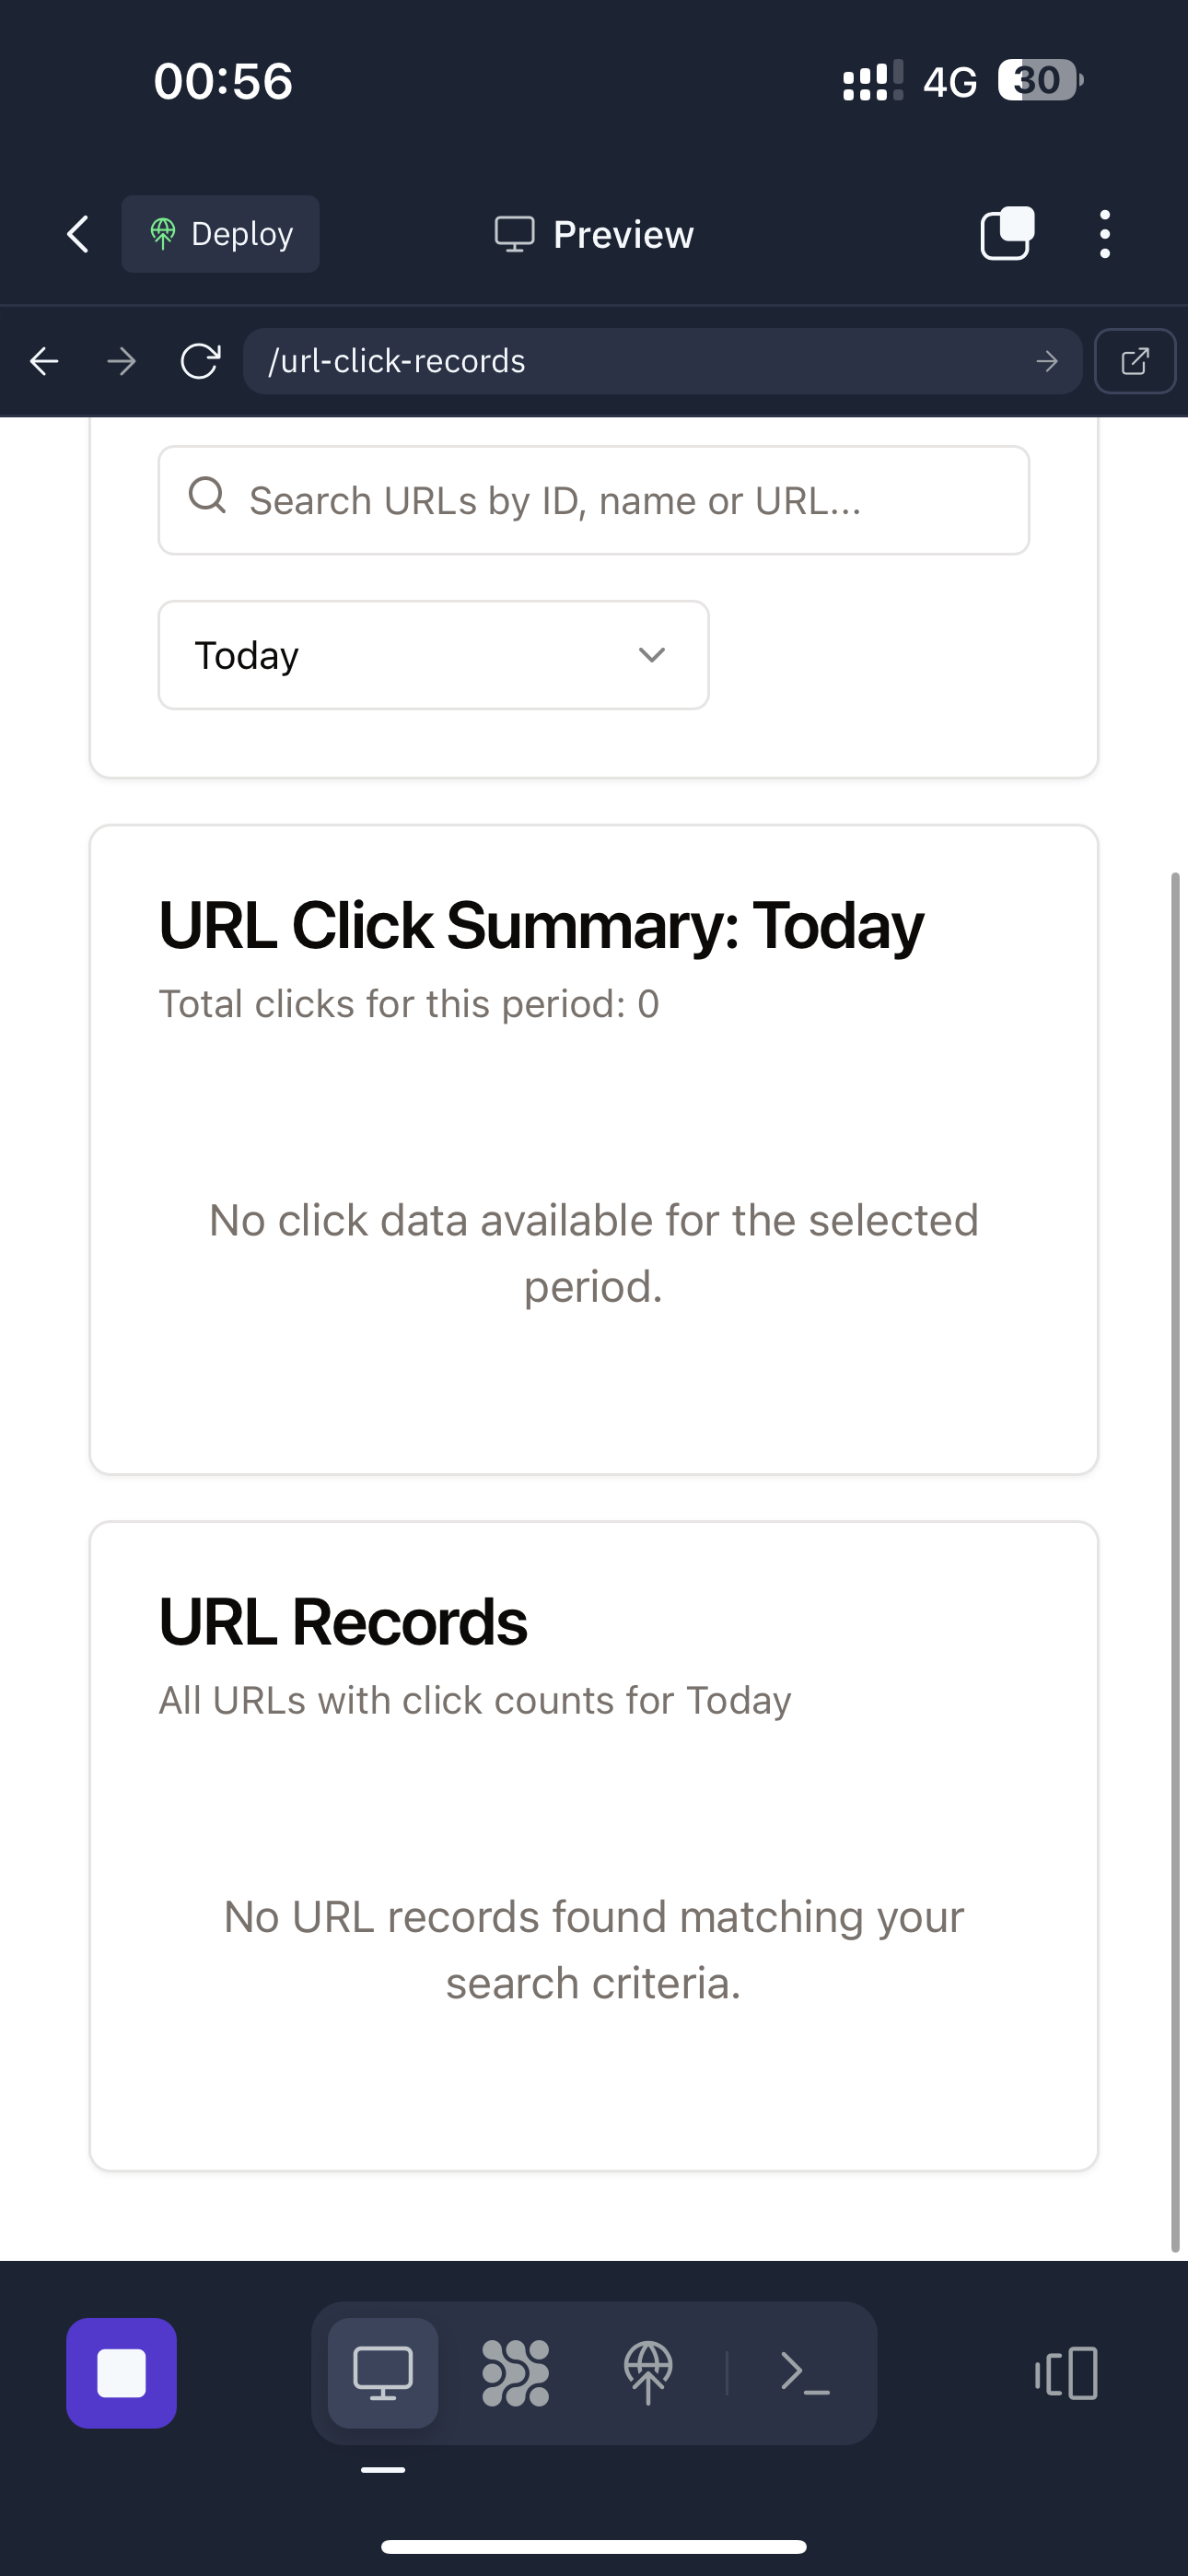 00:56
4G
30
Deploy
Preview
/url-click-records
Search URLs by ID, name or URL...
Today
URL Click Summary: Today
Total clicks for this period: 0
No click data available for the selected
period.
URL Records
All URLs with click counts for Today
No URL records found matching your
search criteria.